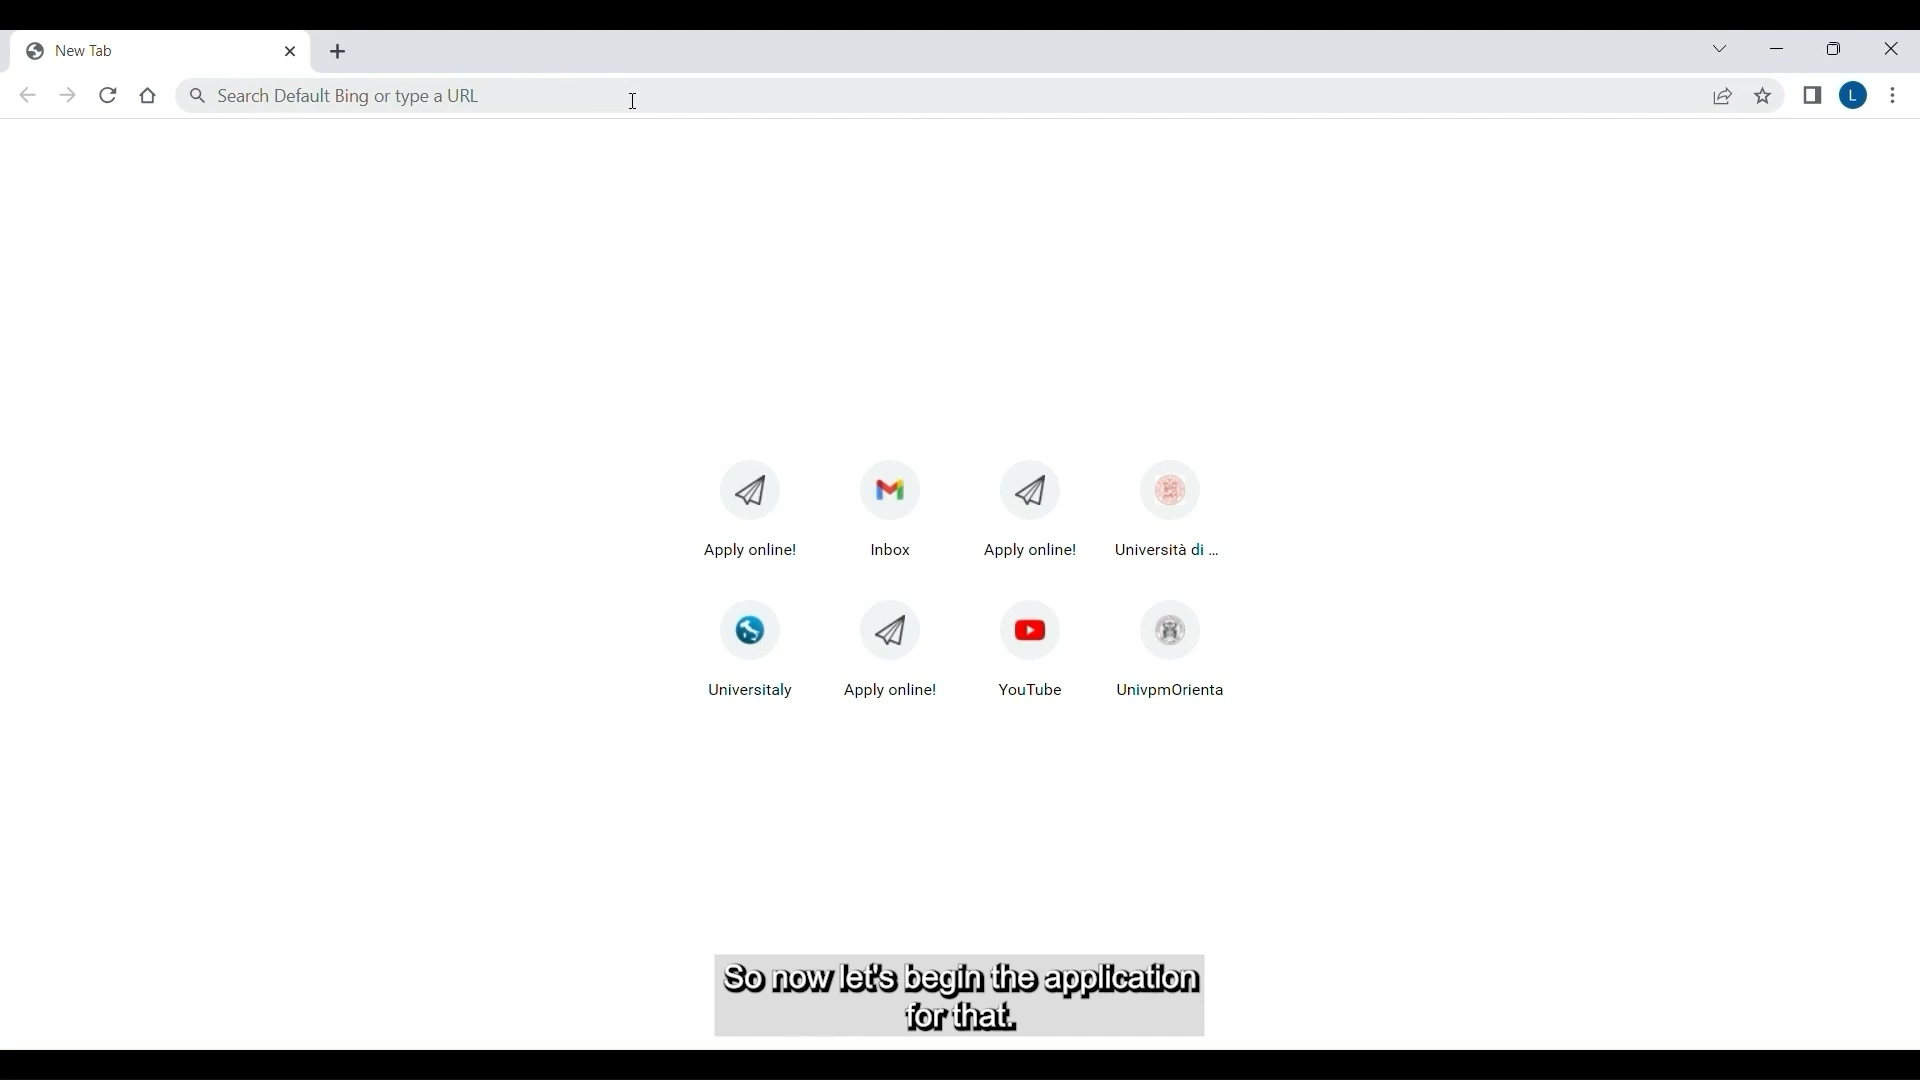 New Tab
Search Default Bing or type a URL
L
Apply online!
Inbox
Apply online!
Università di ...
Universitaly
Apply online!
YouTube
UnivpmOrienta
So now let's begin the application
for that.